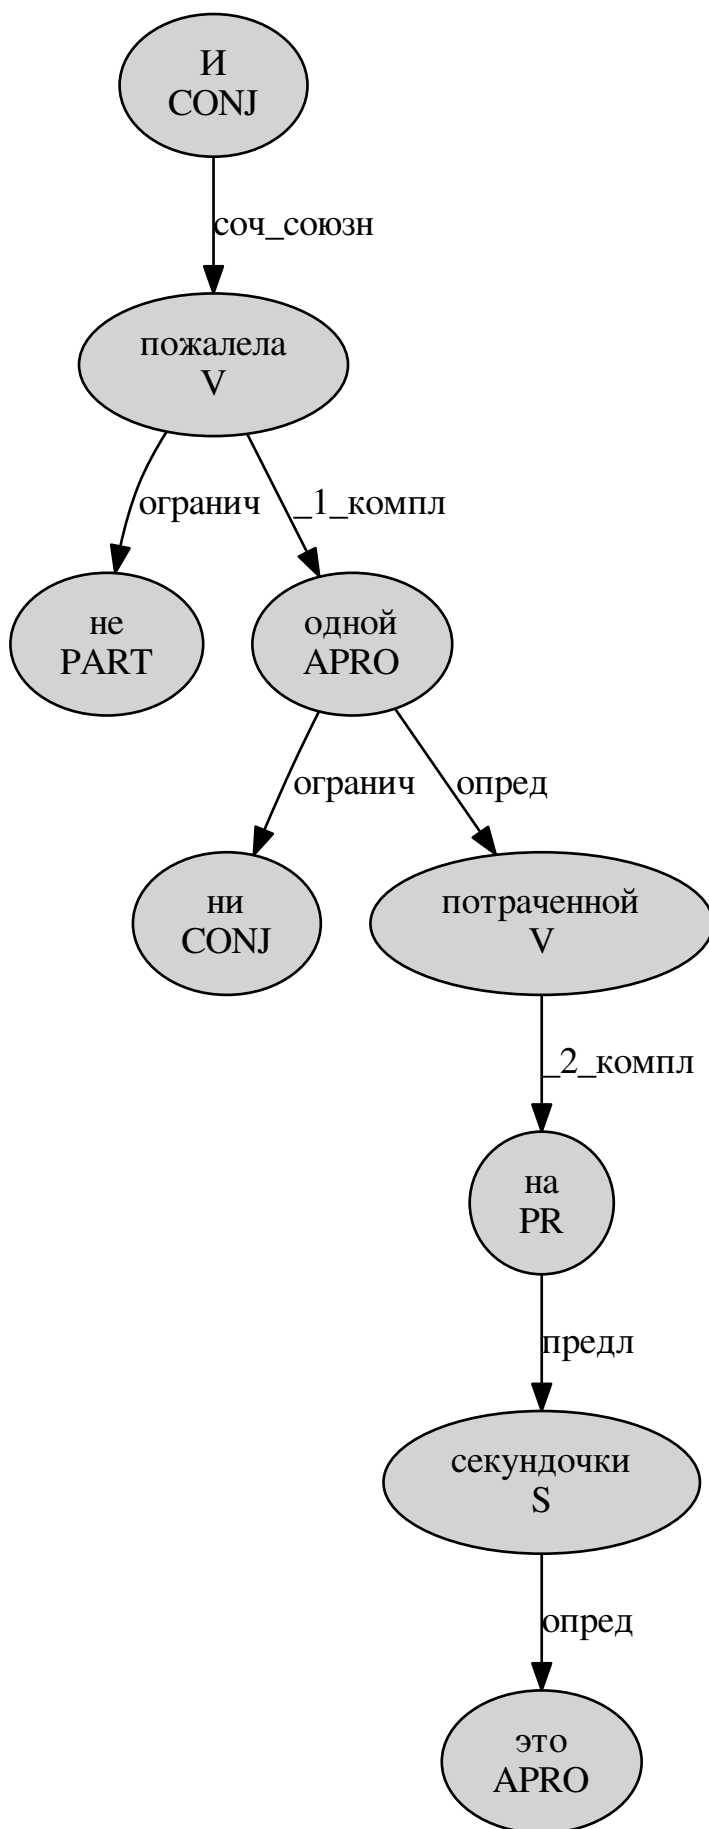 И
CONJ
соч_союзн
пожалела
V
огранич
_1_компл
не
PART
одной
APRO
огранич
опред
ни
CONJ
потраченной
V
_2_компл
на
PR
предл
секундочки
S
опред
это
APRO